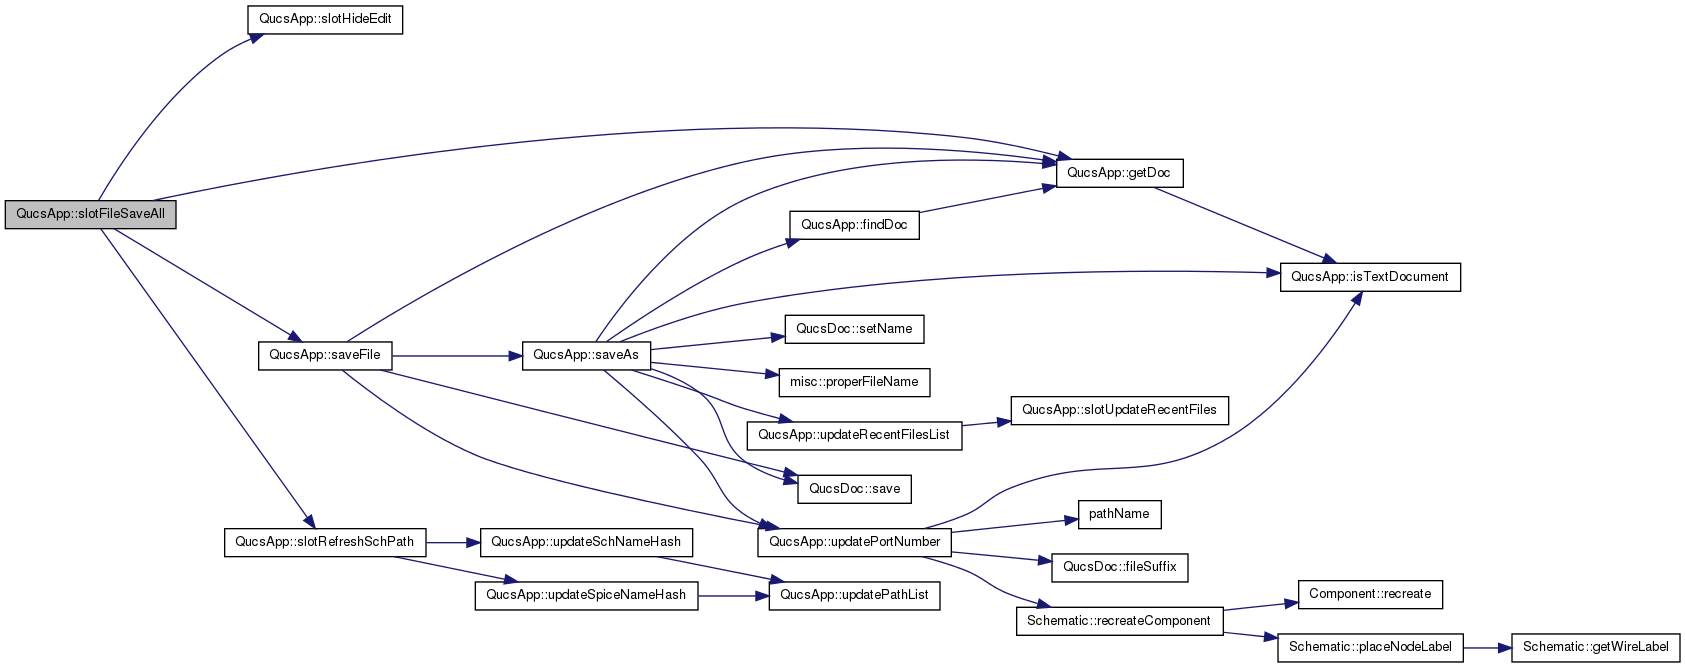 QucsApp::slotHideEdit
QucsApp::getDoc
QucsApp::slotFileSaveAll
QucsApp::findDoc
QucsApp::isTextDocument
QucsDoc::setName
QucsApp::saveFile
QucsApp::saveAs
misc::properFileName
QucsApp::slotUpdateRecentFiles
QucsApp::updateRecentFilesList
QucsDoc::save
pathName
QucsApp::slotRefreshSchPath
QucsApp::updateSchNameHash
QucsApp::updatePortNumber
QucsDoc::fileSuffix
QucsApp::updateSpiceNameHash
QucsApp::updatePathList
Component::recreate
Schematic::recreateComponent
Schematic::placeNodeLabel
Schematic::getWireLabel